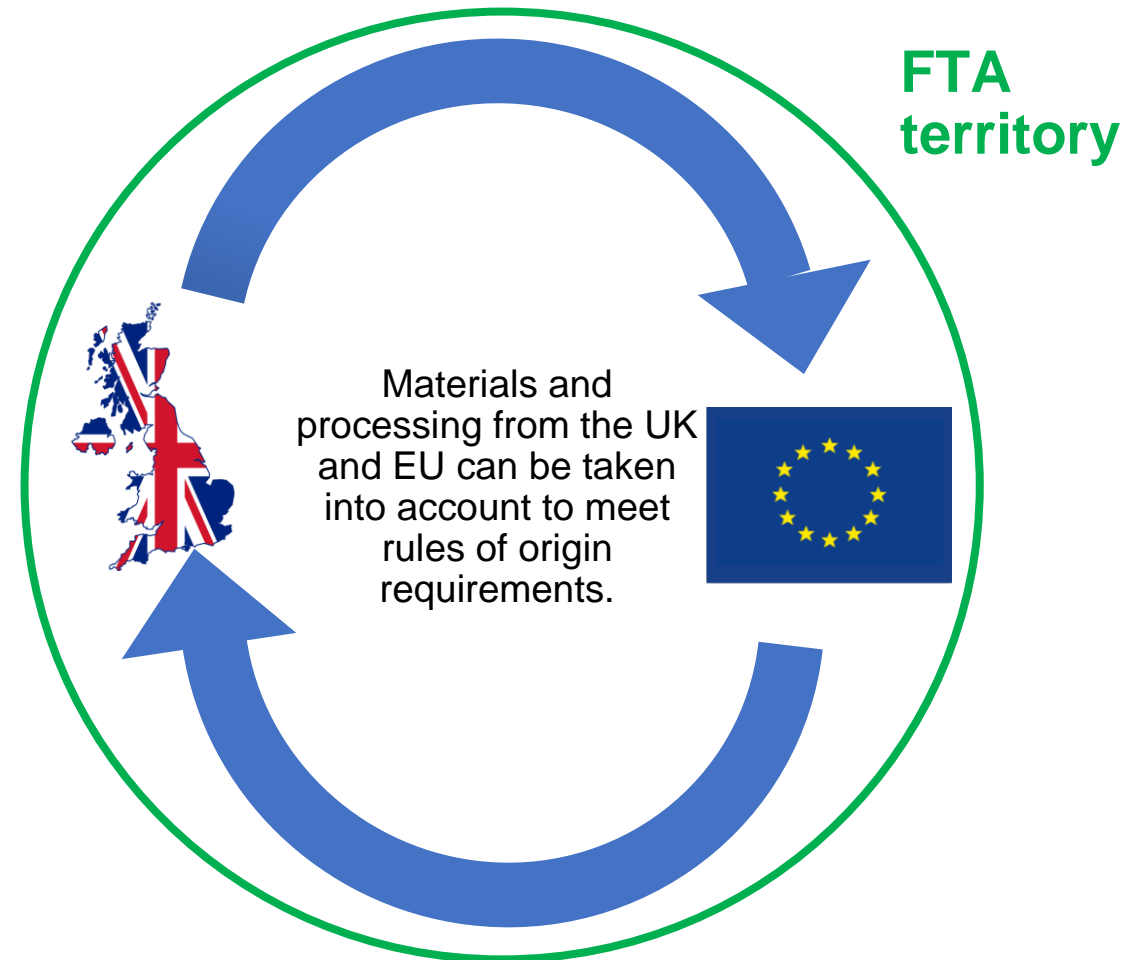 FTA
territory
Materials and
processing from the UK
and EU can be taken
into account to meet
rules of origin
requirements.